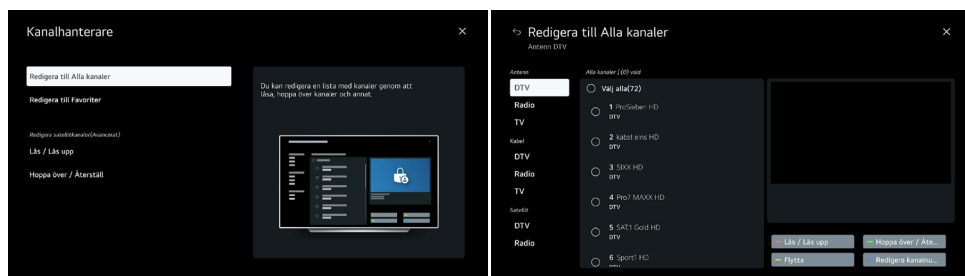 Kanalhanterare
Redigera till Alla kanaler
Redigera till Favoriter
Redigera satellitkanaler(Avancerat)
Lås / Lås upp
Hoppa över / Återställ
Du kan redigera en lista med kanaler genom att
låsa, hoppa över kanaler och annat.
Redigera till Alla kanaler
Antenn DTV
Antenn
DTV
Radio
TV
Kabel
DTV
Radio
TV
Satellit
DTV
Radio
Alla kanaler | (0) vald
Välj alla(72)
1 ProSieben HD
DTV
2 kabel eins HD
DTV
3 SIXX HD
DTV
4 Pro7 MAXX HD
DTV
5 SAT.1 Gold HD
DTV
6 Sport1 HD
DTV
Lås / Lås upp
Hoppa över / Åte...
Flytta
Redigera kanalnu...